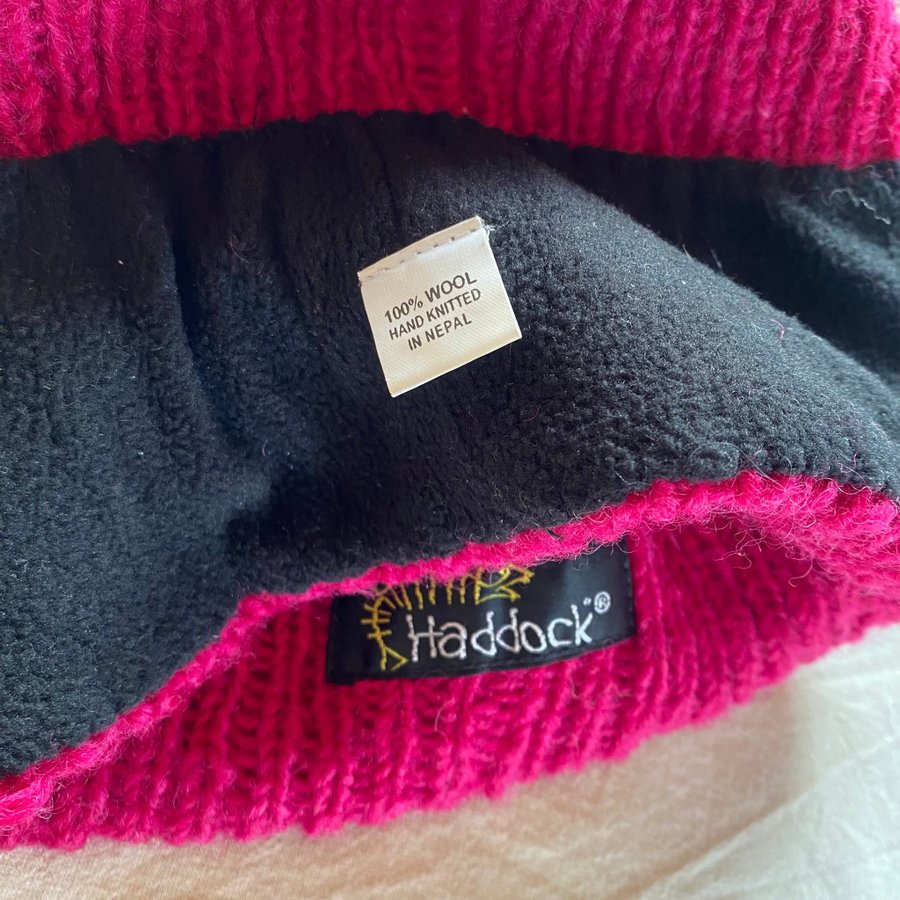 100% WOOL
HAND KNITTED
IN NEPAL
Haddock®